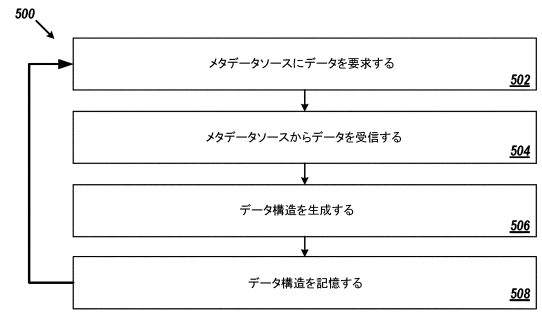 500
メタデータソースにデータを要求する
502
メタデータソースからデータを受信する
504
データ構造を生成する
506
データ構造を記憶する
508